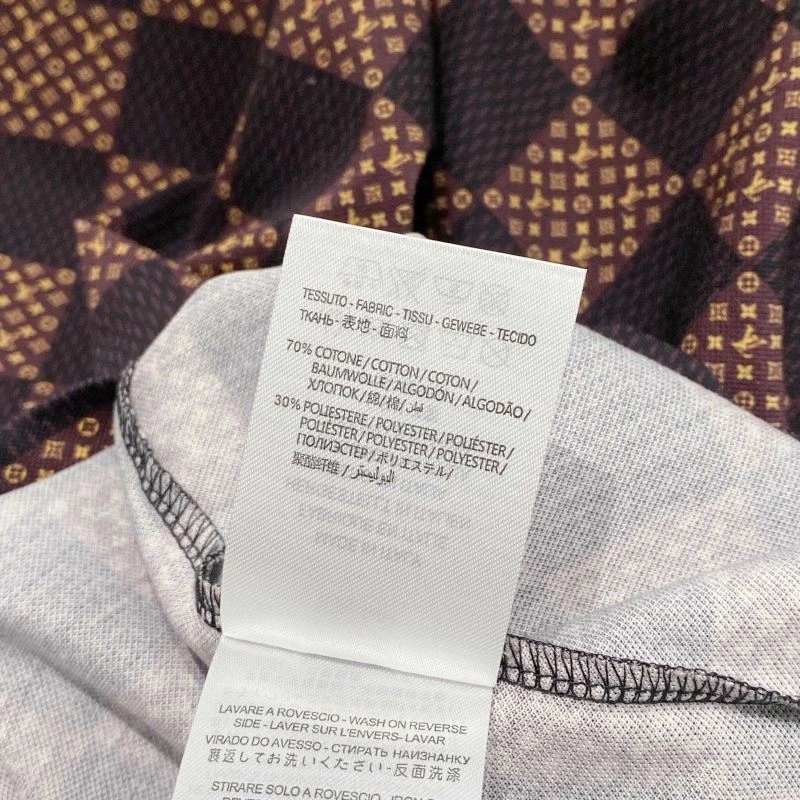 TESSUTO - FABRIC - TISSU - GEWEBE - TECIDO
ТКАНЬ - 表地 - 面料
70% COTONE / COTTON / COTON /
BAUMWOLLE / ALGODÓN / ALGODÃO /
ХЛОПОК / 綿 / 棉 / قطن
30% POLIESTERE / POLYESTER / POLIÉSTER /
POLIÉSTER / POLYESTER / POLYESTER /
ПОЛИЭСТЕР / ポリエステル /
聚酯纤维 / البوليستر
LAVARE A ROVESCIO - WASH ON REVERSE
SIDE - LAVER SUR L'ENVERS - LAVAR
VIRADO DO AVESSO - СТИРАТЬ НАИЗНАНКУ
裏返してお洗いください - 反面洗涤
STIRARE SOLO A ROVESCIO - IRON